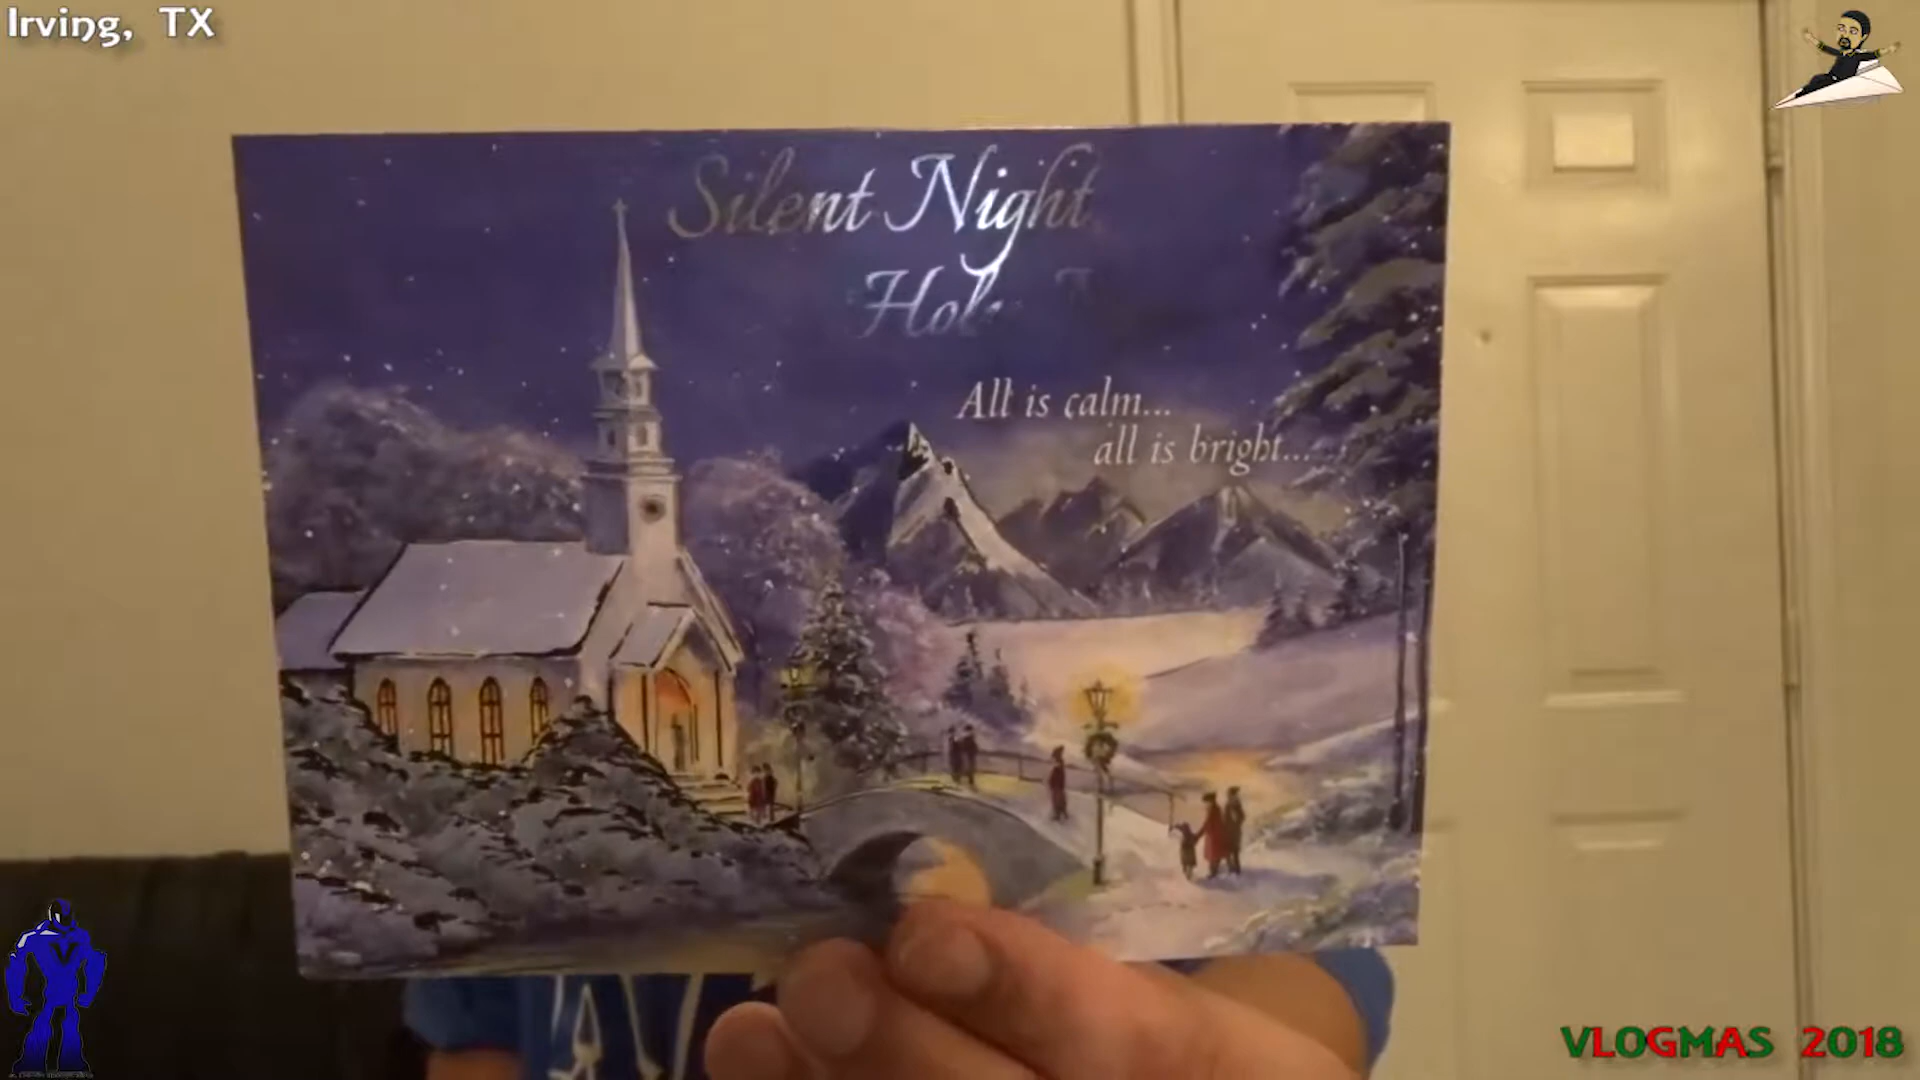 Irving, TX
Silent Night
All is calm...
all is bright...
VLOGMAS 2018